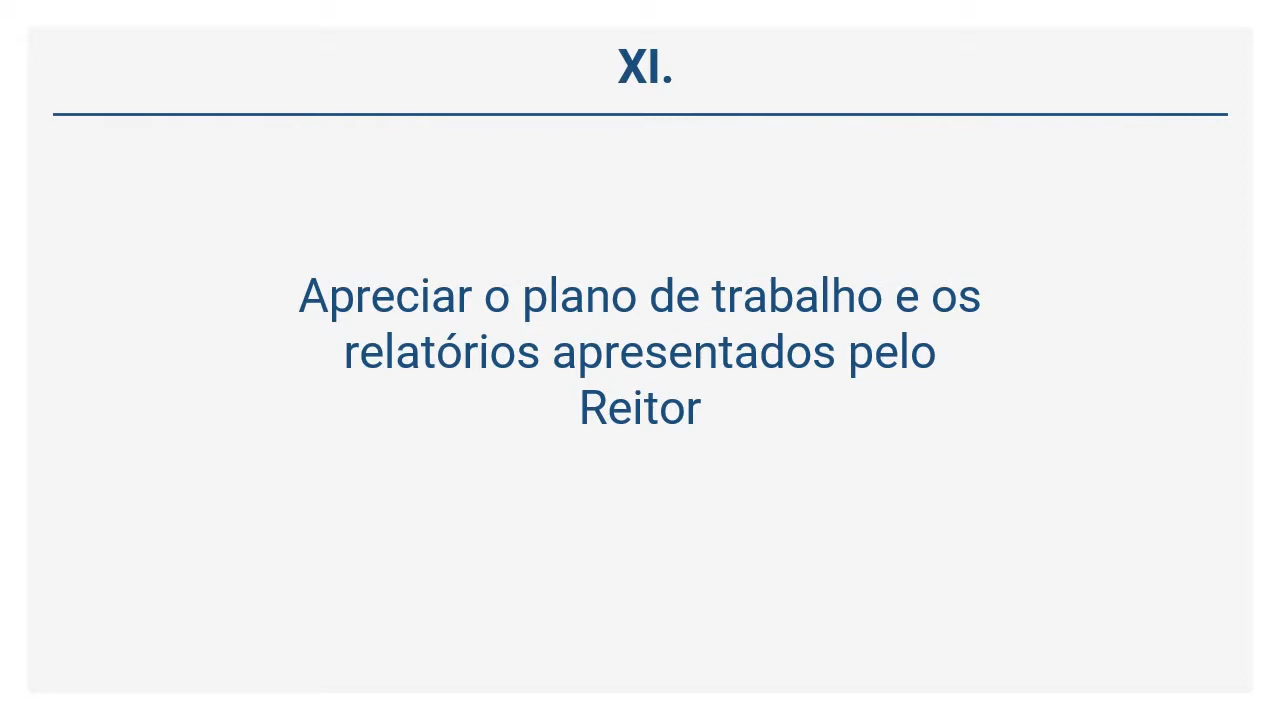 XI.
Apreciar o plano de trabalho e os
relatórios apresentados pelo
Reitor